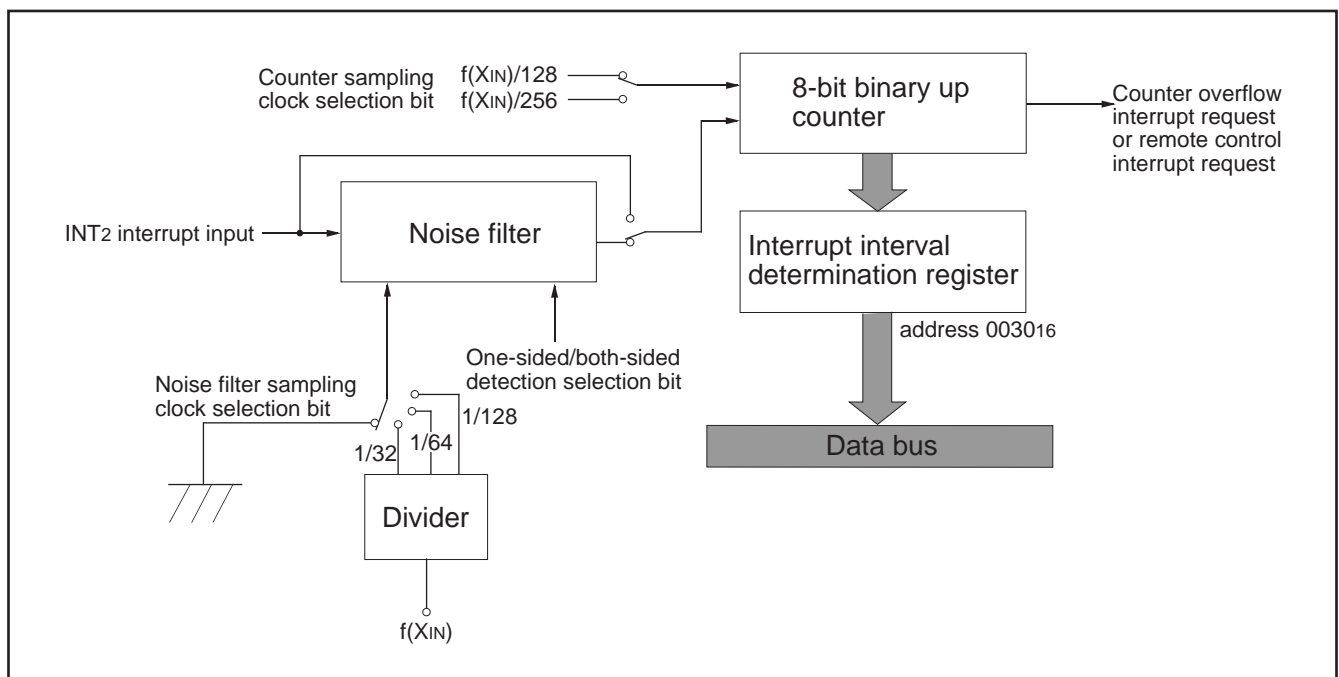 Counter sampling
clock selection bit
f(XIN)/128
f(XIN)/256
8-bit binary up
counter
Counter overflow
interrupt request
or remote control
interrupt request
INT2 interrupt input
Noise filter
Interrupt interval
determination register
address 003016
One-sided/both-sided
detection selection bit
Noise filter sampling
clock selection bit
1/32
1/64
1/128
Data bus
Divider
f(XIN)